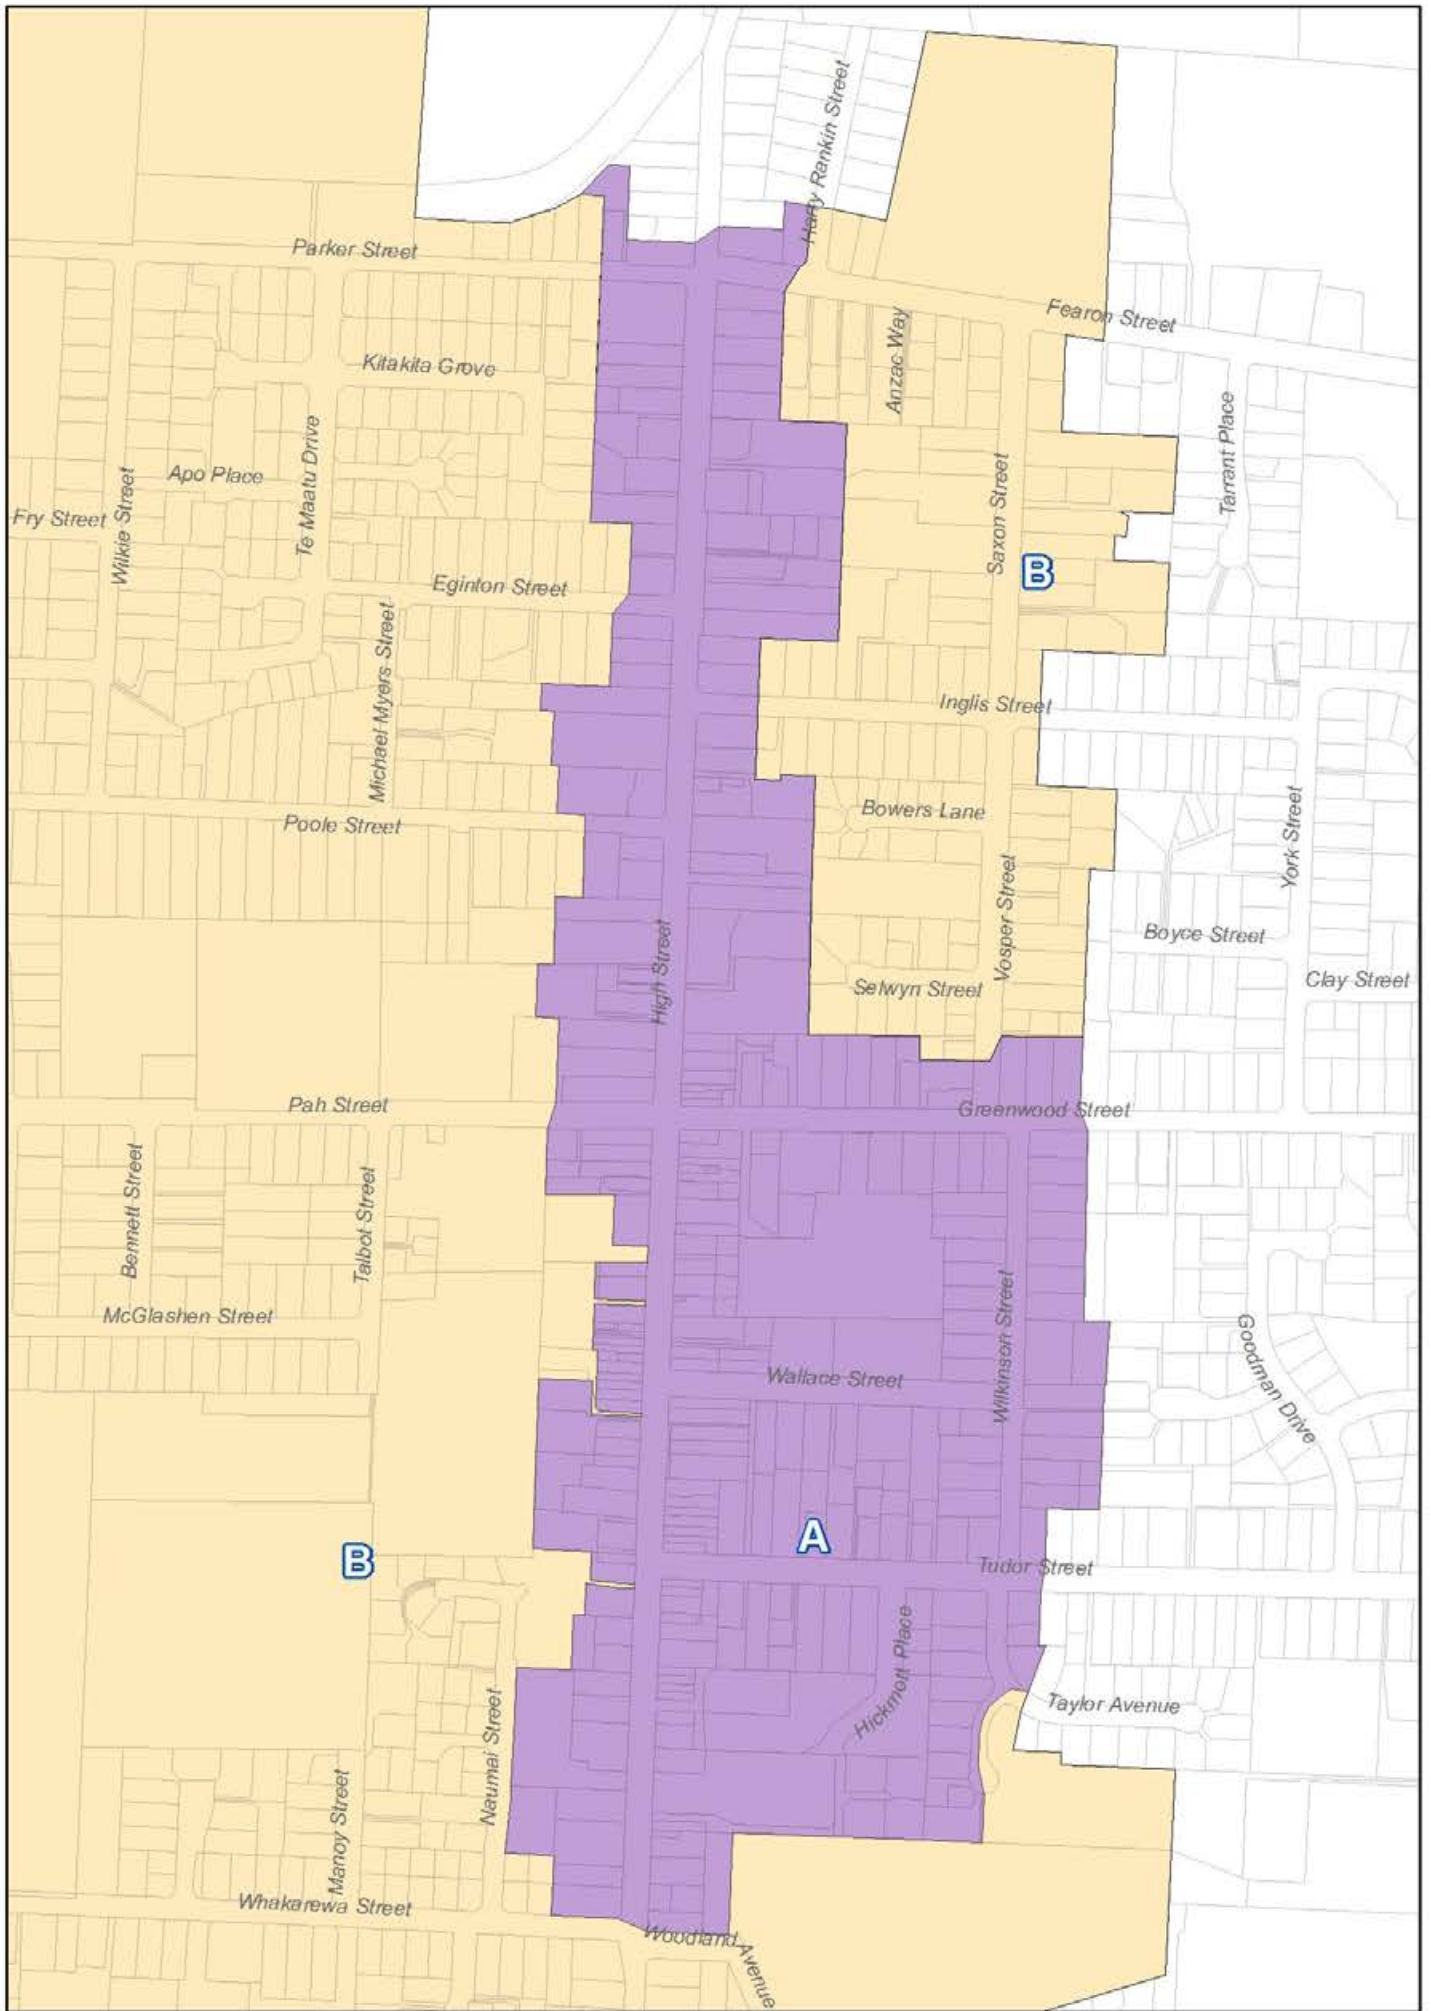 Harry Rankin Street
Parker Street
Fearon Street
Anzac Way
Kitakita Grove
Tarrant Place
Te Maatu Drive
Apo Place
Saxon Street
Fry Street
Wilkie Street
B
Eginton Street
Michael Myers Street
Inglis Street
Bowers Lane
Poole Street
York Street
Vosper Street
High Street
Boyce Street
Clay Street
Selwyn Street
Pah Street
Greenwood Street
Bennett Street
Talbot Street
McGlashen Street
Wilkinson Street
Goodman Drive
Wallace Street
A
B
Tudor Street
Hickmott Place
Taylor Avenue
Naumai Street
Manoy Street
Whakarewa Street
Woodland Avenue